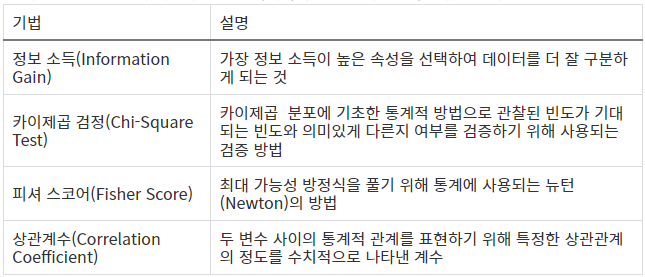 기법 설명
정보 소득(Information
Gain)
가장 정보 소득이 높은 속성을 선택하여 데이터를 더 잘 구분하
게 되는 것
카이제곱 검정(Chi-Square
Test)
카이제곱 분포에 기초한 통계적 방법으로 관찰된 빈도가 기대
되는 빈도와 의미있게 다른지 여부를 검증하기 위해 사용되는
검증 방법
피셔 스코어(Fisher Score)
최대 가능성 방정식을 풀기 위해 통계에 사용되는 뉴턴
(Newton)의 방법
상관계수(Correlation
Coefficient)
두 변수 사이의 통계적 관계를 표현하기 위해 특정한 상관관계
의 정도를 수치적으로 나타낸 계수